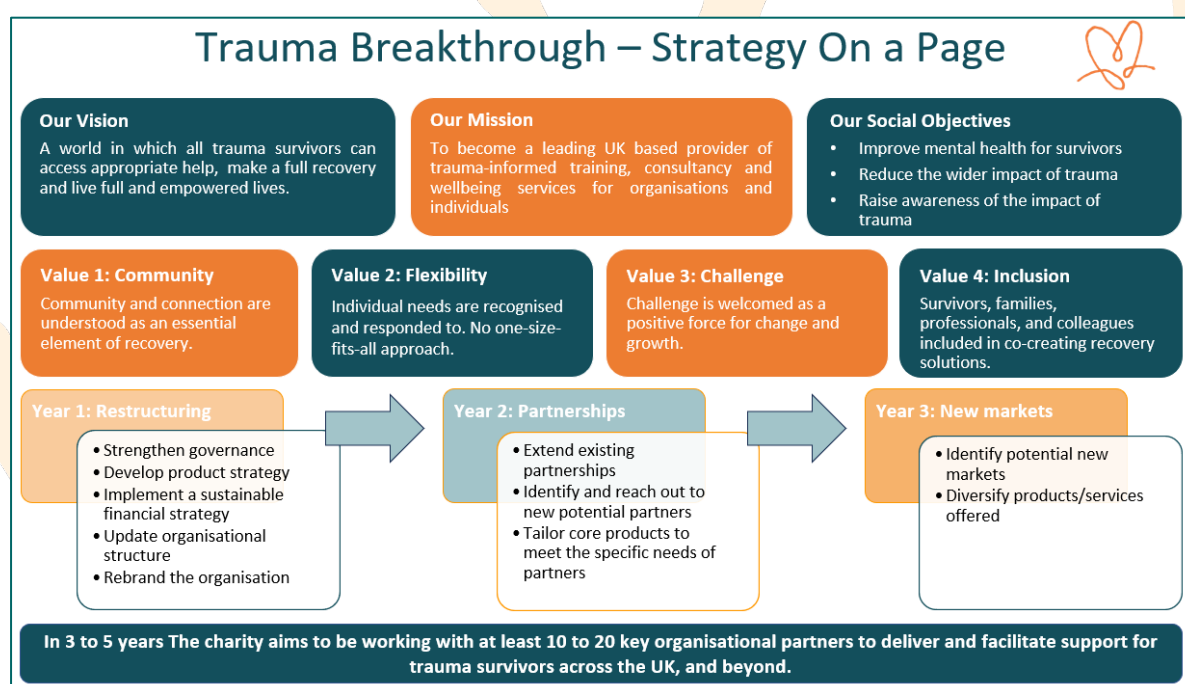 Trauma Breakthrough – Strategy On a Page
Our Vision
A world in which all trauma survivors can
access appropriate help, make a full recovery
and live full and empowered lives.
Our Mission
To become a leading UK based provider of
trauma-informed training, consultancy and
wellbeing services for organisations and
individuals
Our Social Objectives
• Improve mental health for survivors
• Reduce the wider impact of trauma
• Raise awareness of the impact of
trauma
Value 1: Community
Community and connection are
understood as an essential
element of recovery.
Value 2: Flexibility
Individual needs are recognised
and responded to. No one-size-
fits-all approach.
Value 3: Challenge
Challenge is welcomed as a
positive force for change and
growth.
Value 4: Inclusion
Survivors, families,
professionals, and colleagues
included in co-creating recovery
solutions.
Year 1: Restructuring
• Strengthen governance
• Develop product strategy
• Implement a sustainable
financial strategy
• Update organisational
structure
• Rebrand the organisation
Year 2: Partnerships
• Extend existing
partnerships
• Identify and reach out to
new potential partners
• Tailor core products to
meet the specific needs of
partners
Year 3: New markets
• Identify potential new
markets
• Diversify products/services
offered
In 3 to 5 years The charity aims to be working with at least 10 to 20 key organisational partners to deliver and facilitate support for
trauma survivors across the UK, and beyond.